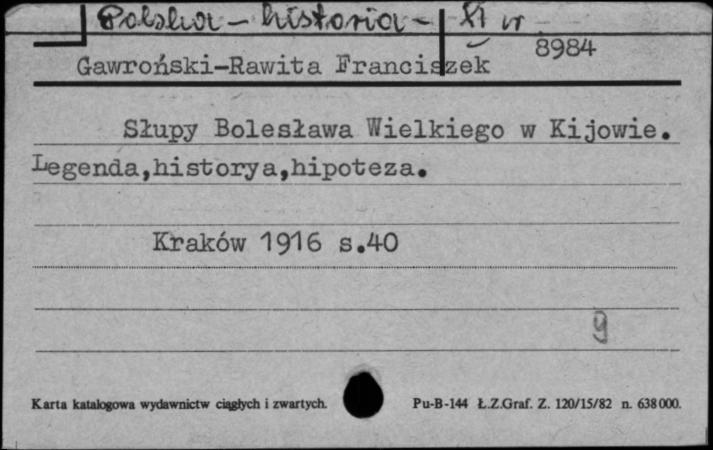 Polska - historia - XI w.
8984
Gawroński-Rawita Franciszek
Słupy Bolesława Wielkiego w Kijowie.
Legenda,historya,hipoteza.
Kraków 1916 s.40
g
Karta katalogowa wydawnictw ciągłych i zwartych. Pu-B-144 Ł.Z.Graf. Z. 120/15/82 n. 638000.